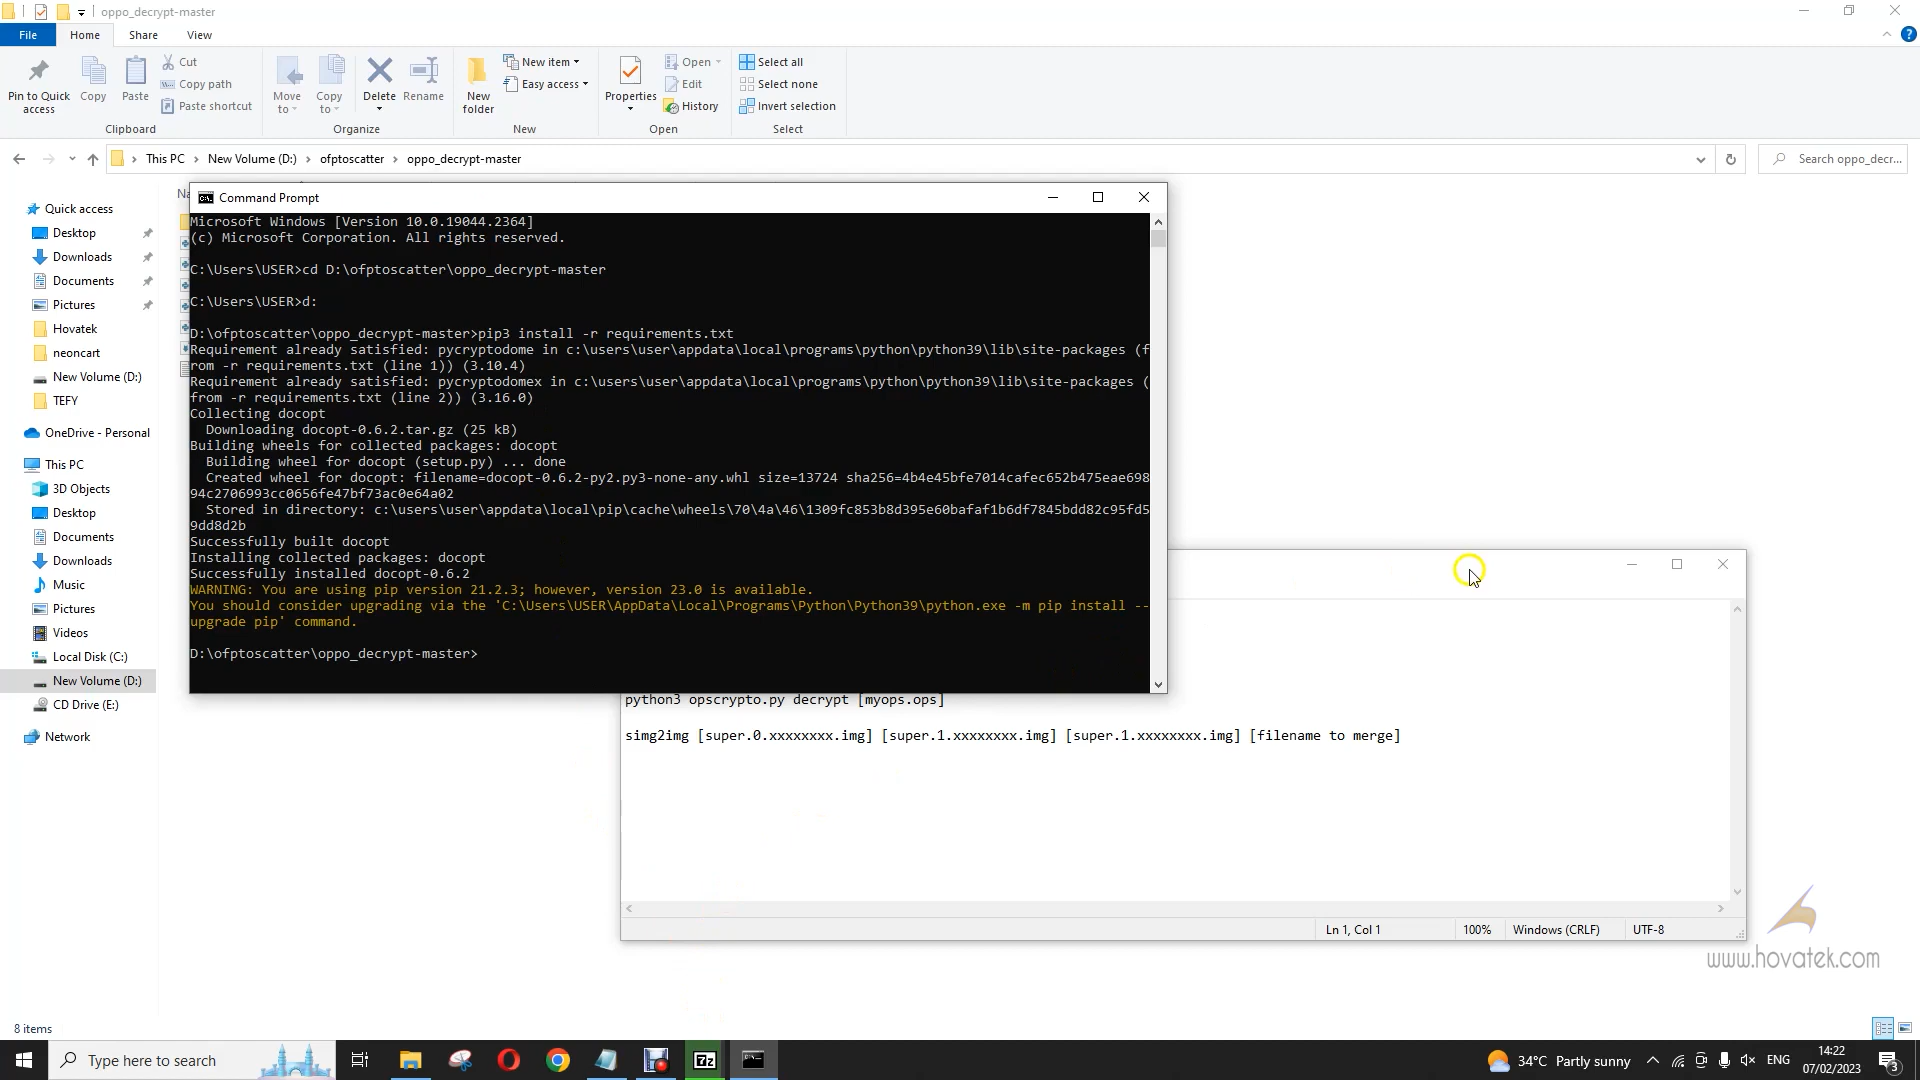 oppo_decrypt-master
File
Home
Share
View
Pin to Quick access
Copy
Paste
Cut
Copy path
Paste shortcut
Clipboard
Move to
Copy to
Delete
Rename
Organize
New folder
New item
Easy access
New
Properties
Open
Edit
History
Open
Select all
Select none
Invert selection
Select
This PC
New Volume (D:)
ofptoscatter
oppo_decrypt-master
Search oppo_decr...
Quick access
Desktop
Downloads
Documents
Pictures
Hovatek
neoncart
New Volume (D:)
TEFY
OneDrive - Personal
This PC
3D Objects
Desktop
Documents
Downloads
Music
Pictures
Videos
Local Disk (C:)
New Volume (D:)
CD Drive (E:)
Network
8 items
Command Prompt
Microsoft Windows [Version 10.0.19044.2364]
(c) Microsoft Corporation. All rights reserved.
C:\Users\USER>cd D:\ofptoscatter\oppo_decrypt-master
C:\Users\USER>d:
D:\ofptoscatter\oppo_decrypt-master>pip3 install -r requirements.txt
Requirement already satisfied: pycryptodome in c:\users\user\appdata\local\programs\python\python39\lib\site-packages (f
rom -r requirements.txt (line 1)) (3.10.4)
Requirement already satisfied: pycryptodomex in c:\users\user\appdata\local\programs\python\python39\lib\site-packages (
from -r requirements.txt (line 2)) (3.16.0)
Collecting docopt
Downloading docopt-0.6.2.tar.gz (25 kB)
Building wheels for collected packages: docopt
Building wheel for docopt (setup.py) ... done
Created wheel for docopt: filename=docopt-0.6.2-py2.py3-none-any.whl size=13724 sha256=4b4e45bfe7014cafec652b475eae698
94c2706993cc0656fe47bf73ac0e64a02
Stored in directory: c:\users\user\appdata\local\pip\cache\wheels\70\4a\46\1309fc853b8d395e60bafaf1b6df7845bdd82c95fd5
9dd8d2b
Successfully built docopt
Installing collected packages: docopt
Successfully installed docopt-0.6.2
WARNING: You are using pip version 21.2.3; however, version 23.0 is available.
You should consider upgrading via the 'C:\Users\USER\AppData\Local\Programs\Python\Python39\python.exe -m pip install --
upgrade pip' command.
D:\ofptoscatter\oppo_decrypt-master>
python3 opscrypto.py decrypt [myops.ops]
simg2img [super.0.xxxxxxxx.img] [super.1.xxxxxxxx.img] [super.1.xxxxxxxx.img] [filename to merge]
Ln 1, Col 1
100%
Windows (CRLF)
UTF-8
www.hovatek.com
Type here to search
7z
34°C Partly sunny
ENG
14:22
07/02/2023
3